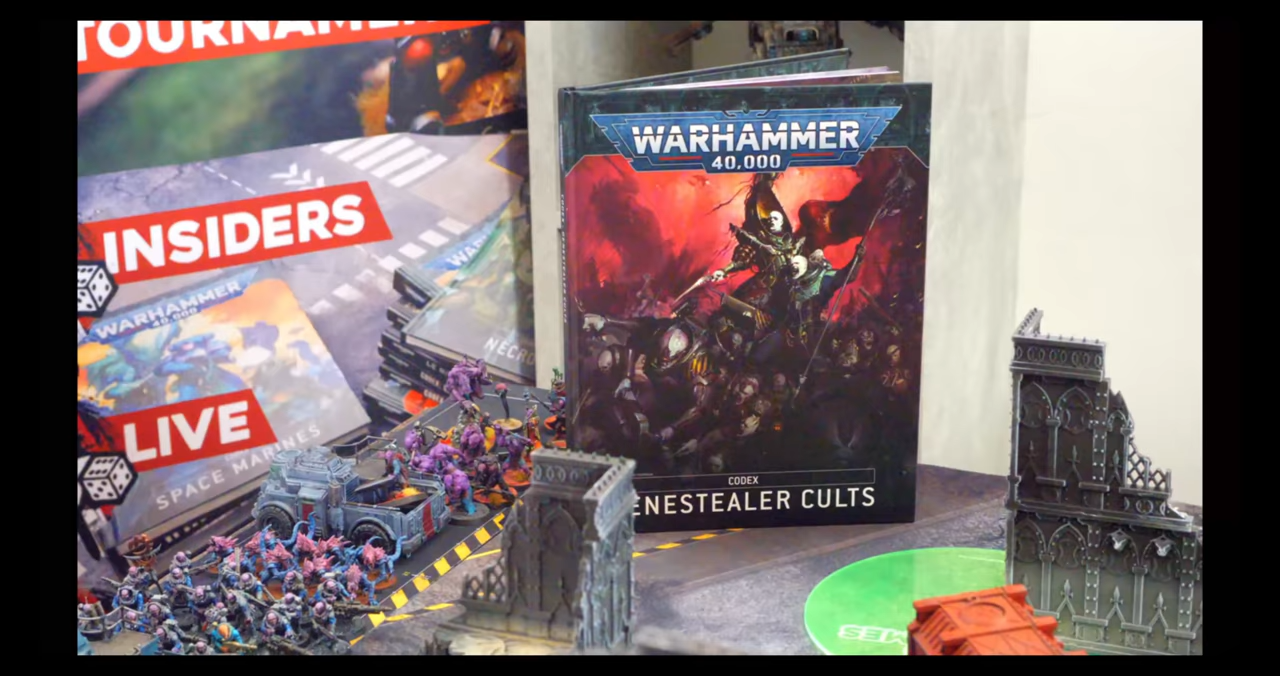 TOURNAME
INSIDERS
WARHAMMER
40,000
LIVE
SPACE MARINES
NECRO
WARHAMMER
40,000
CODEX
ENESTEALER CULTS